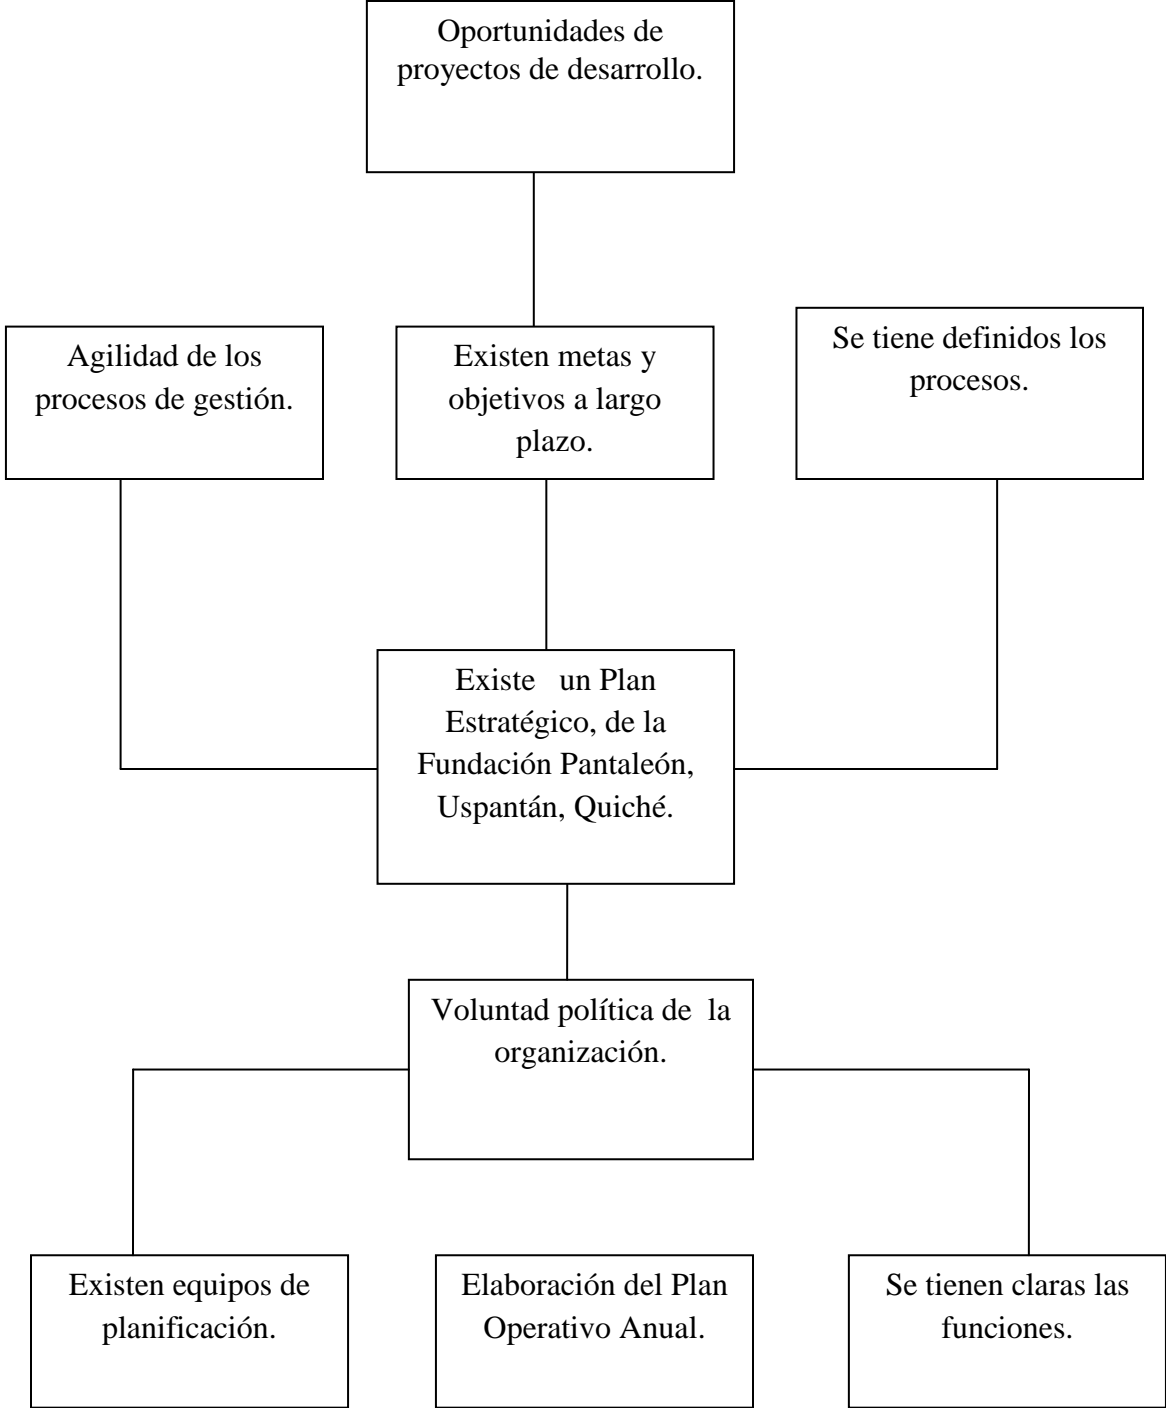 Oportunidades de
proyectos de desarrollo.
Agilidad de los
procesos de gestión.
Existen metas y
objetivos a largo
plazo.
Se tiene definidos los
procesos.
Existe un Plan
Estratégico, de la
Fundación Pantaleón,
Uspantán, Quiché.
Voluntad política de la
organización.
Existen equipos de
planificación.
Elaboración del Plan
Operativo Anual.
Se tienen claras las
funciones.